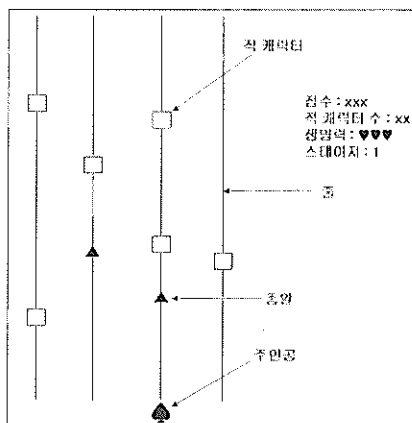 적 캐릭터
점수 : xxx
적 캐릭터 수 : xx
생명력 : ♥♥♥
스테이지 : 1
줄
총알
주인공